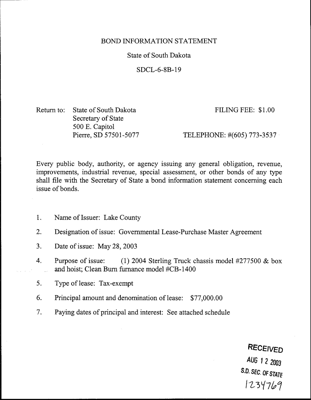 BOND INFORMATION STATEMENT
State of South Dakota
SDCL-6-8B-19
Return to: State of South Dakota FILING FEE: $1.00
Secretary of State
500 E. Capitol
Pierre, SD 57501-5077 TELEPHONE: #(605) 773-3537
Every public body, authority, or agency issuing any general obligation, revenue,
improvements, industrial revenue, special assessment, or other bonds of any type
shall file with the Secretary of State a bond information statement concerning each
issue of bonds.
1. Name of Issuer: Lake County
2. Designation of issue: Governmental Lease-Purchase Master Agreement
3. Date of issue: May 28, 2003
4. Purpose of issue: (1) 2004 Sterling Truck chassis model #277500 & box
and hoist; Clean Burn furnance model #CB-1400
5. Type of lease: Tax-exempt
6. Principal amount and denomination of lease: $77,000.00
7. Paying dates of principal and interest: See attached schedule
RECEIVED
AUG 12 2003
S.D. SEC. OF STATE
1234769